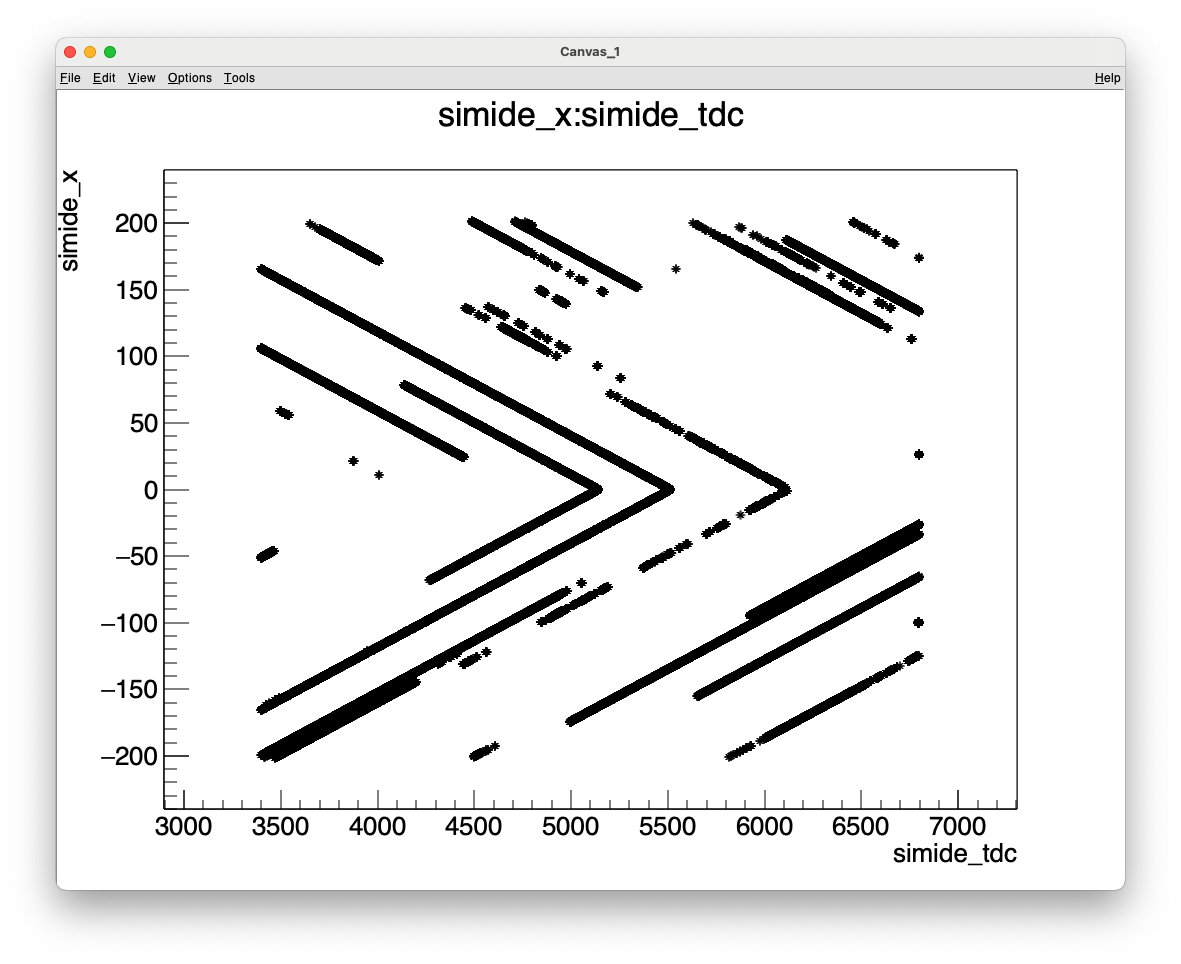 Canvas_1
File Edit View Options Tools Help
simide_x:simide_tdc
simide_x
200
150
100
50
0
−50
−100
−150
−200
3000 3500 4000 4500 5000 5500 6000 6500 7000
simide_tdc